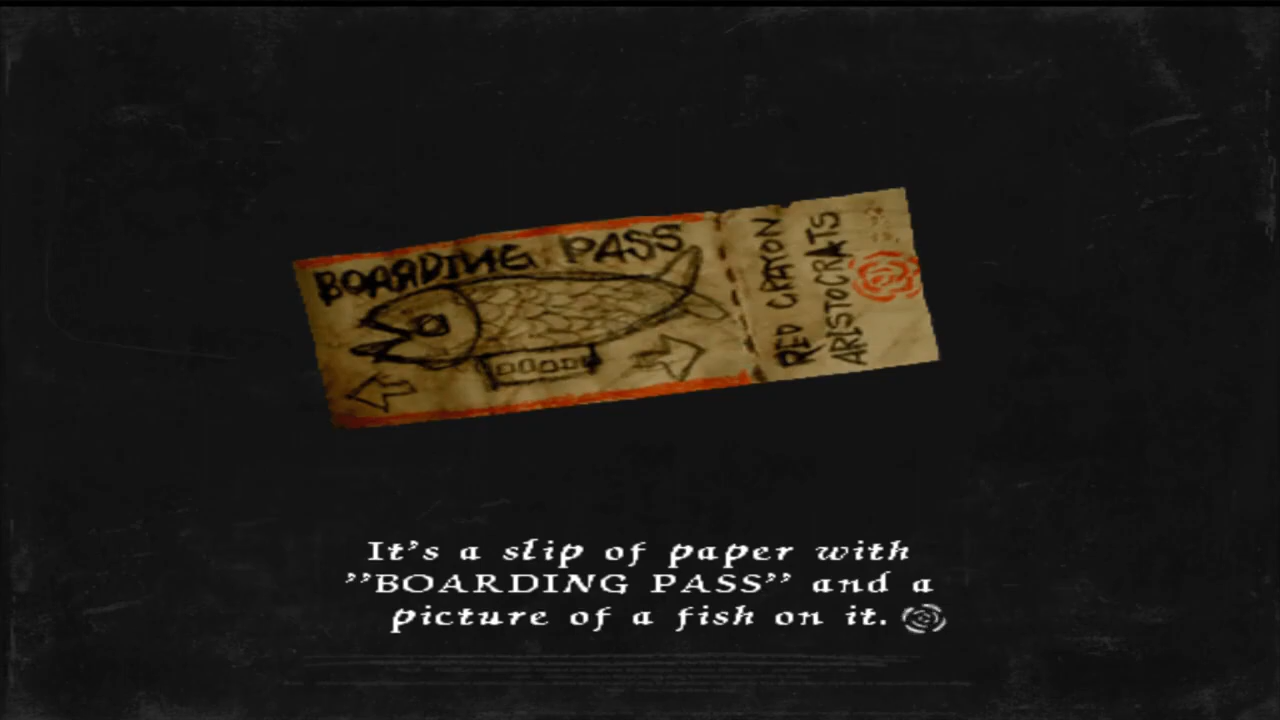 BOARDING PASS
RED CRAYON
ARISTOCRATS
It's a slip of paper with
"BOARDING PASS" and a
picture of a fish on it.